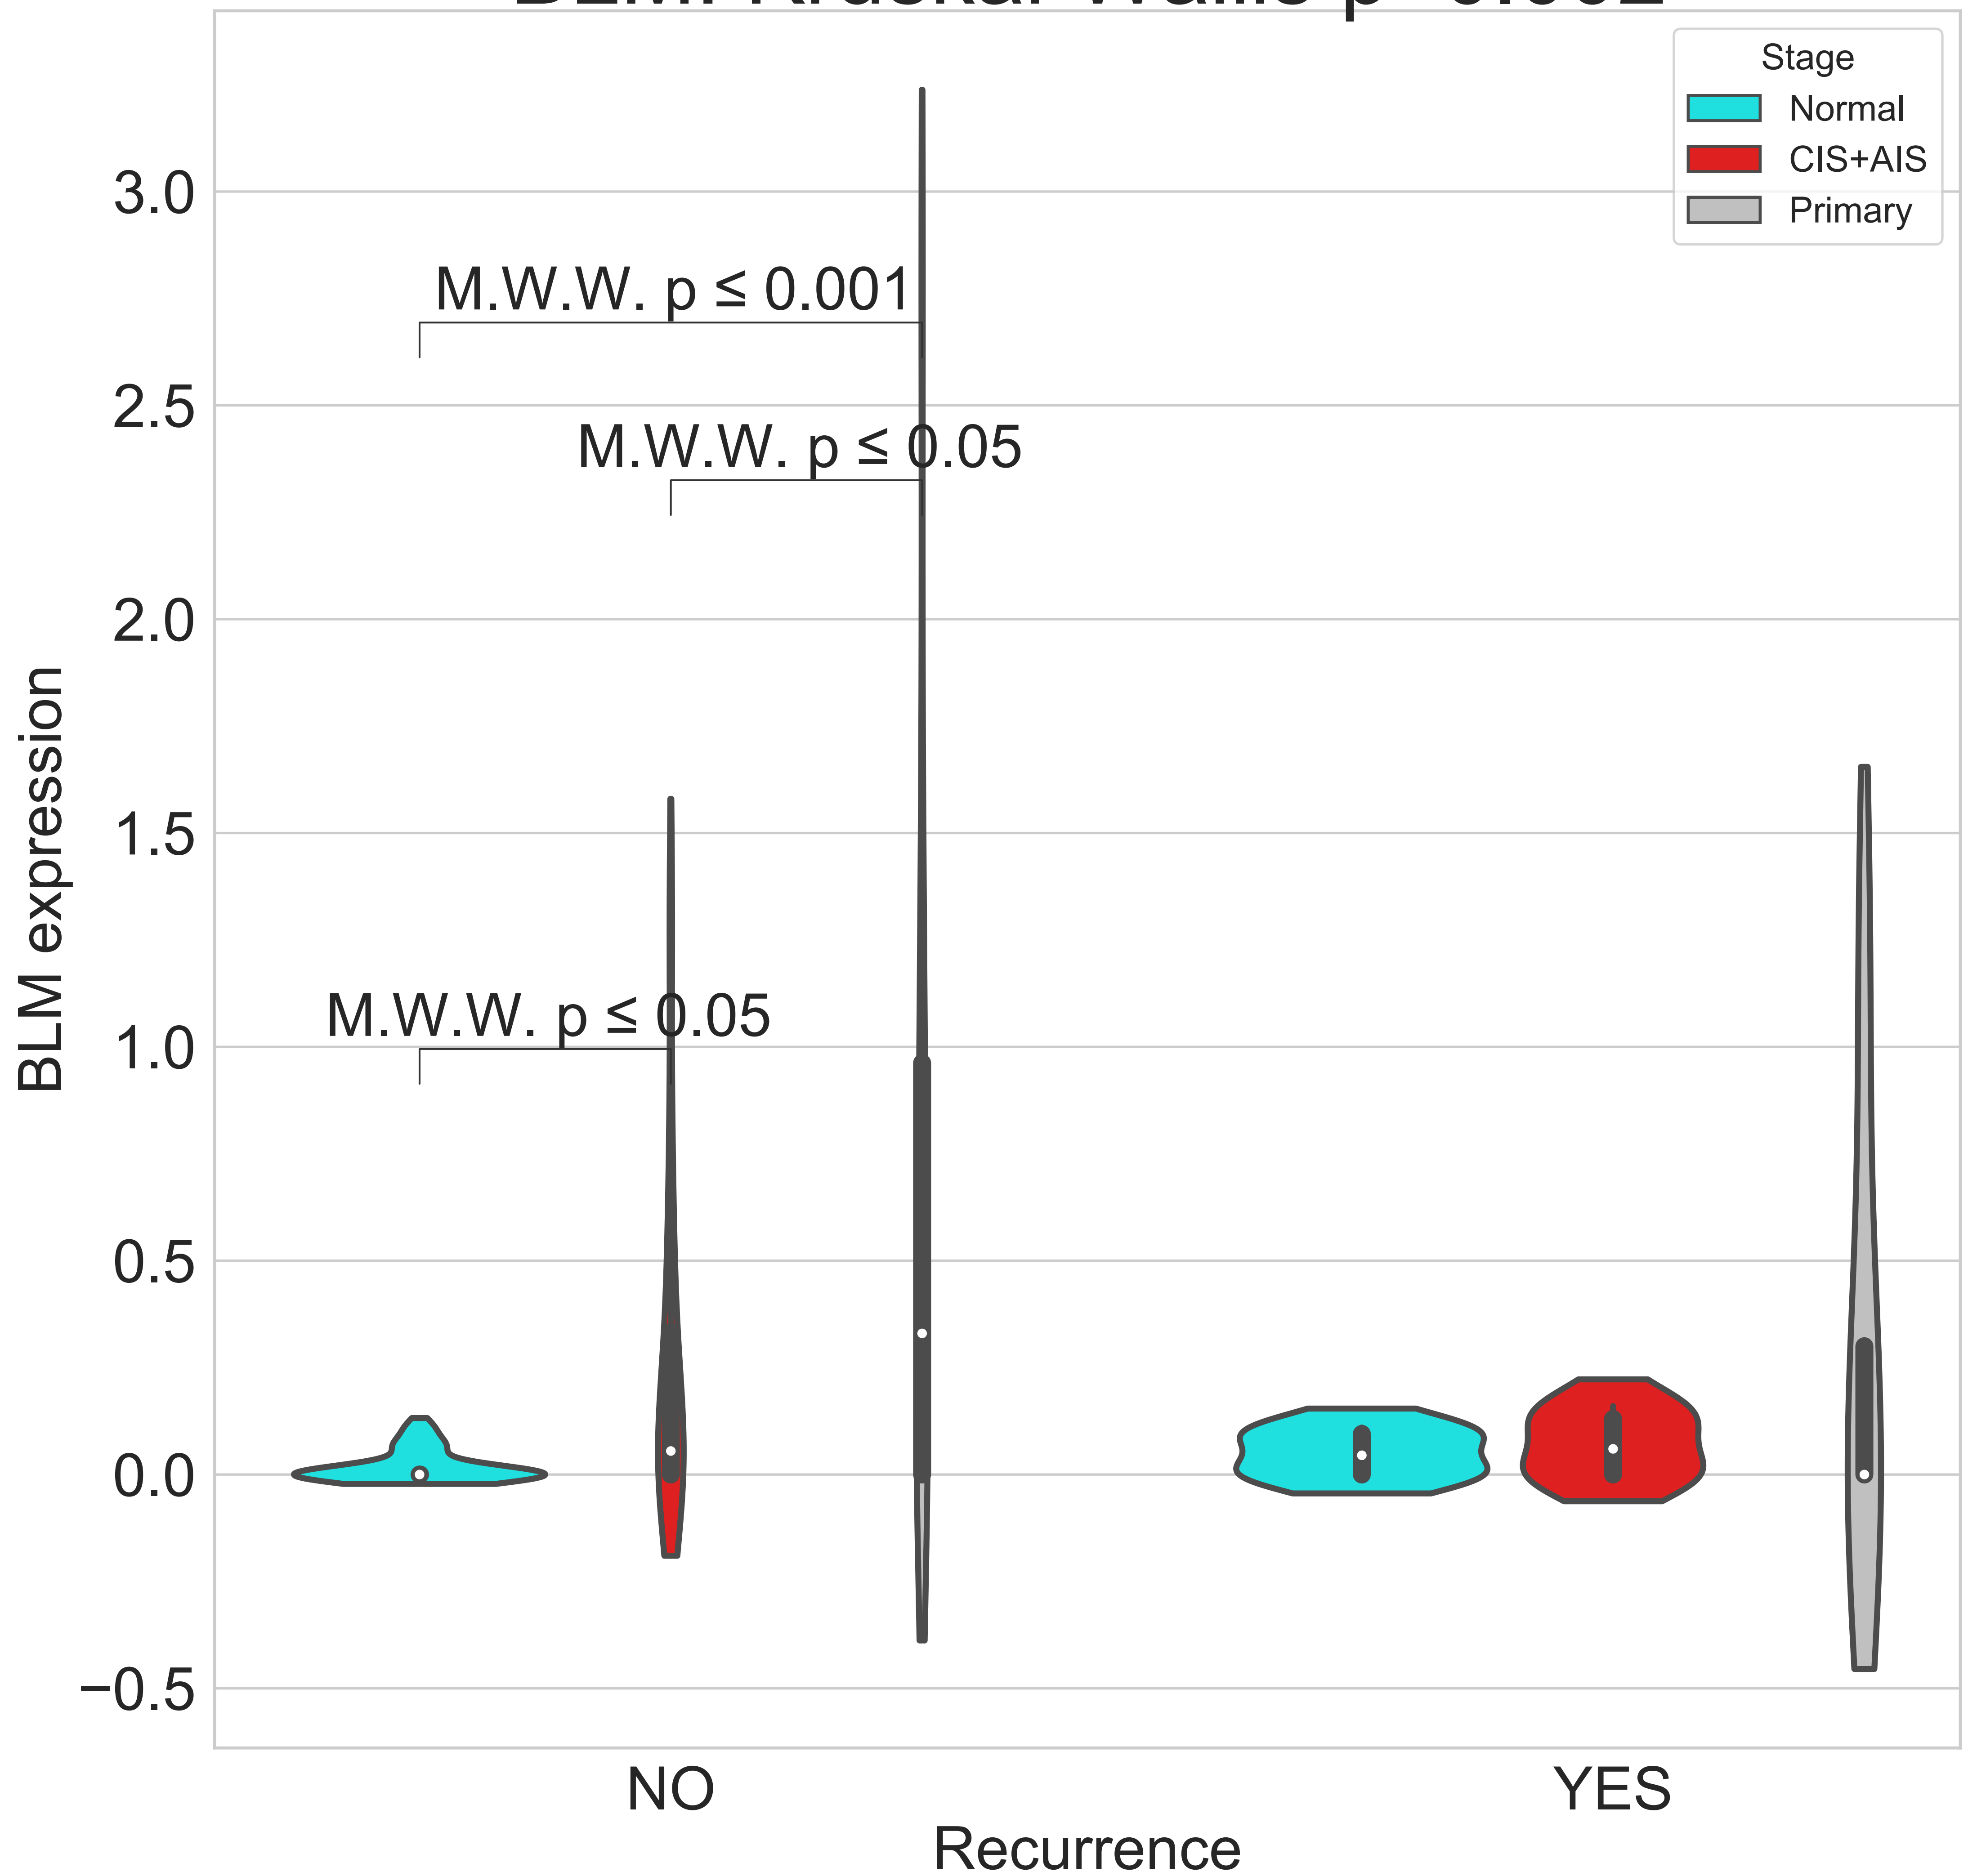 Stage
Normal
CIS+AIS
Primary
3.0
2.5
2.0
1.5
1.0
0.5
0.0
−0.5
BLM expression
M.W.W. p ≤ 0.001
M.W.W. p ≤ 0.05
M.W.W. p ≤ 0.05
NO
YES
Recurrence